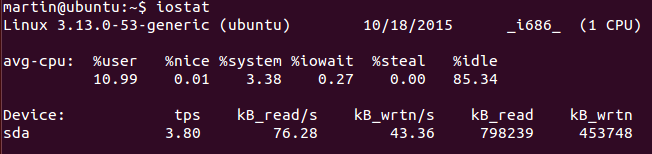 martin@ubuntu:~$ iostat
Linux 3.13.0-53-generic (ubuntu) 10/18/2015 _i686_ (1 CPU)
avg-cpu: %user %nice %system %iowait %steal %idle
10.99 0.01 3.38 0.27 0.00 85.34
Device: tps kB_read/s kB_wrtn/s kB_read kB_wrtn
sda 3.80 76.28 43.36 798239 453748